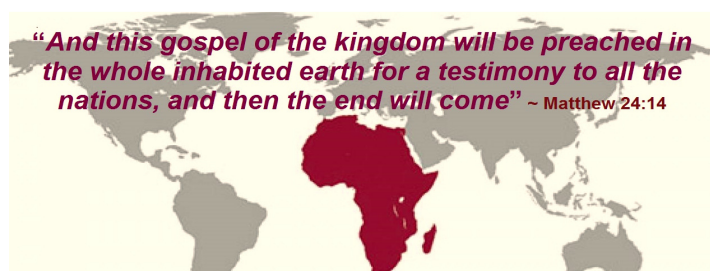 “And this gospel of the kingdom will be preached in
the whole inhabited earth for a testimony to all the
nations, and then the end will come” ~ Matthew 24:14